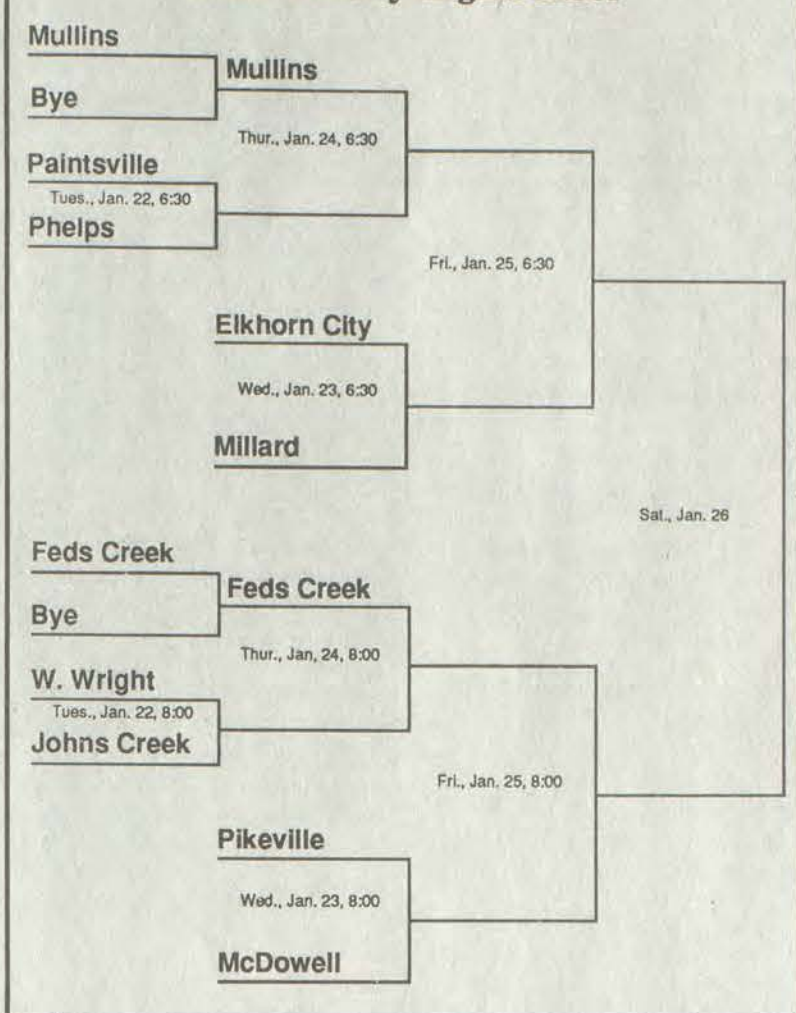 Mullins
Bye
Mullins
Thur., Jan. 24, 6:30
Paintsville
Tues., Jan. 22, 6:30
Phelps
Fri., Jan. 25, 6:30
Elkhorn City
Wed., Jan. 23, 6:30
Millard
Sat., Jan. 26
Feds Creek
Bye
Feds Creek
Thur., Jan, 24, 8:00
W. Wright
Tues., Jan. 22, 8:00
Johns Creek
Fri., Jan. 25, 8:00
Pikeville
Wed., Jan. 23, 8:00
McDowell